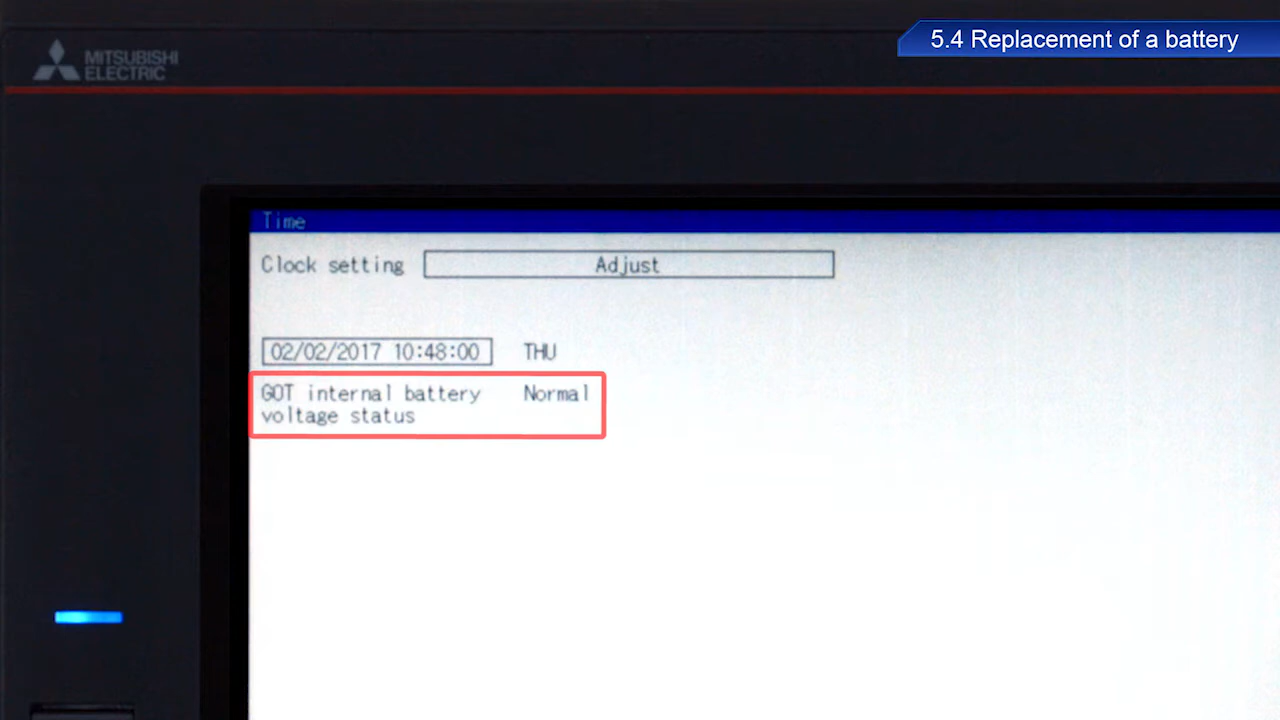 5.4 Replacement of a battery
MITSUBISHI
ELECTRIC
Time
Clock setting Adjust
02/02/2017 10:48:00 THU
GOT internal battery Normal
voltage status